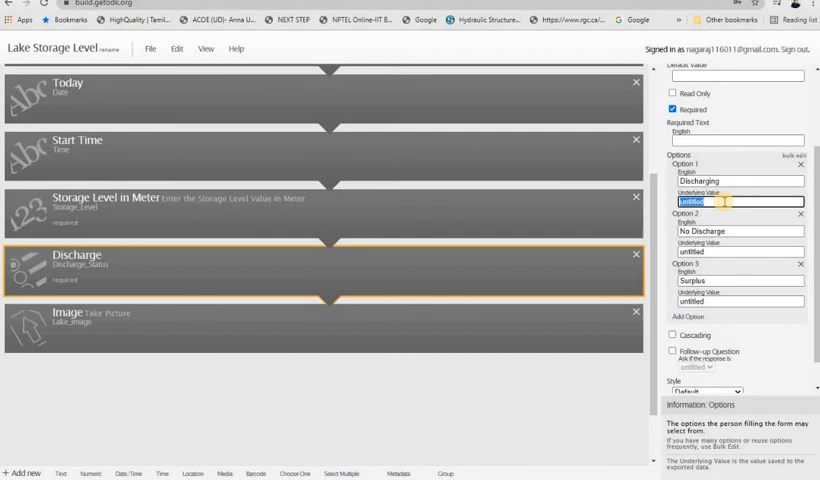 build.getodk.org
Apps
Bookmarks
HighQuality | Tamil...
ACOE (UD)- Anna U...
NEXT STEP
NPTEL Online-IIT B...
Google
Hydraulic Structure...
https://www.rgc.ca/...
Google
»
Other bookmarks
Reading list
Lake Storage Level rename
File
Edit
View
Help
Signed in as nagaraj116011@gmail.com. Sign out.
Today
Date
Start Time
Time
Storage Level in Meter Enter the Storage Level Value in Meter
Storage_Level
required
Discharge
Discharge_Status
required
Image Take Picture
Lake_image
Default Value
Read Only
Required
Required Text
English
Options
bulk edit
Option 1
English
Discharging
Underlying Value
untitled
Option 2
English
No Discharge
Underlying Value
untitled
Option 3
English
Surplus
Underlying Value
untitled
Add Option
Cascading
Follow-up Question
Ask if the response is:
untitled
Style
Default
Information: Options
The options the person filling the form may
select from.
If you have many options or reuse options
frequently, use Bulk Edit.
The Underlying Value is the value saved to the
exported data.
+ Add new
Text
Numeric
Date/Time
Time
Location
Media
Barcode
Choose One
Select Multiple
Metadata
Group